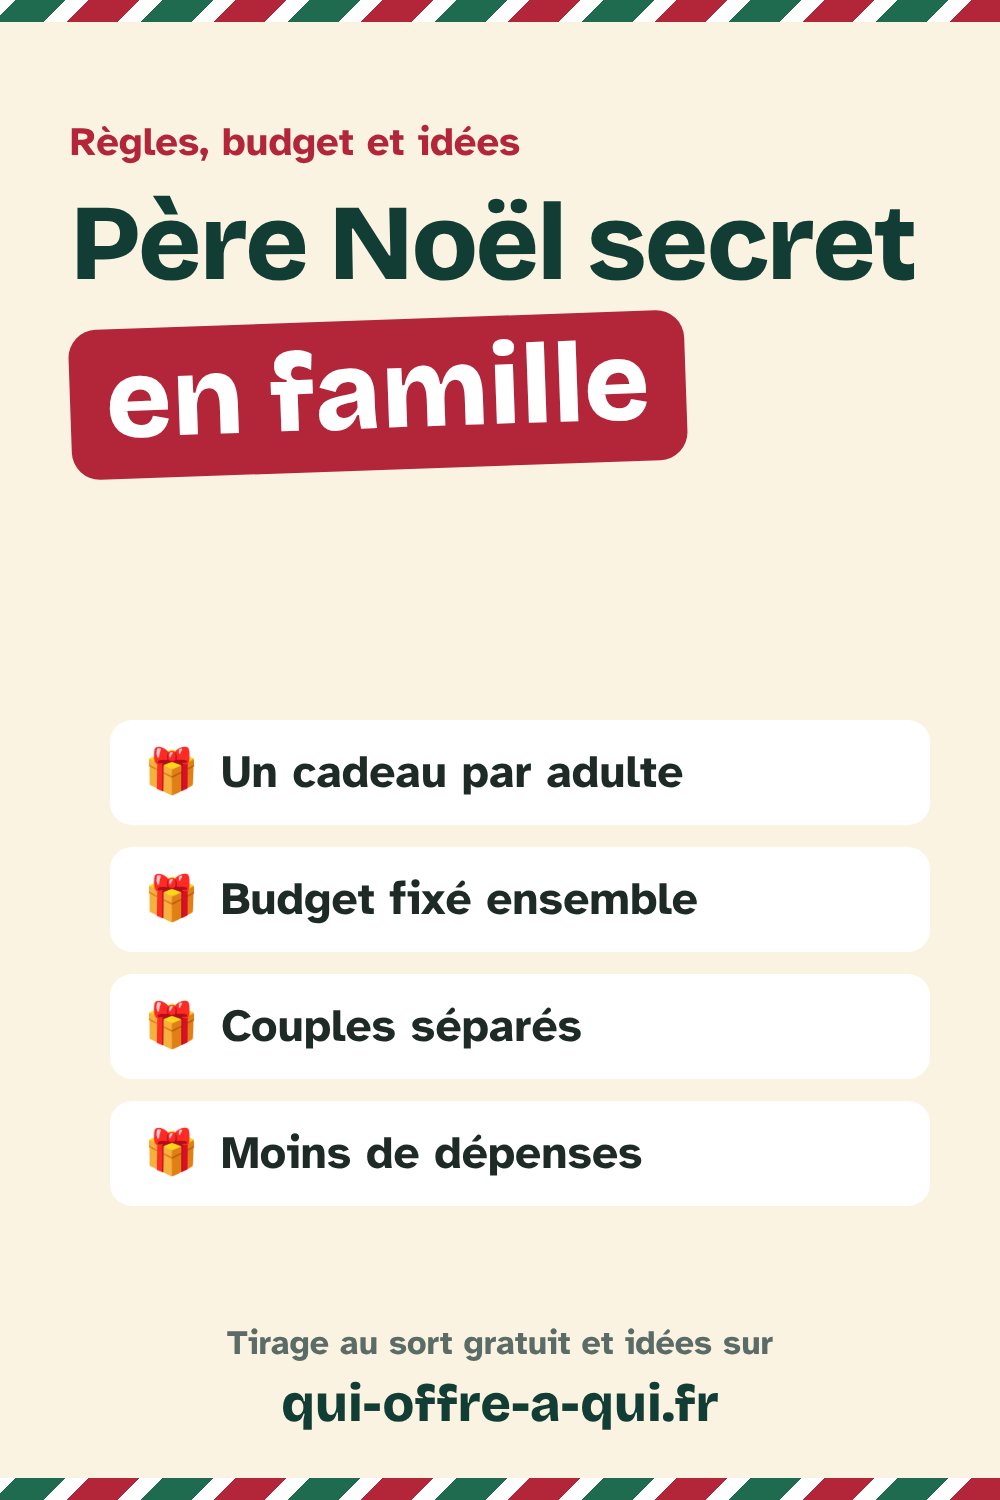 Règles, budget et idées
Père Noël secret
en famille
Un cadeau par adulte
Budget fixé ensemble
Couples séparés
Moins de dépenses
Tirage au sort gratuit et idées sur
qui-offre-a-qui.fr